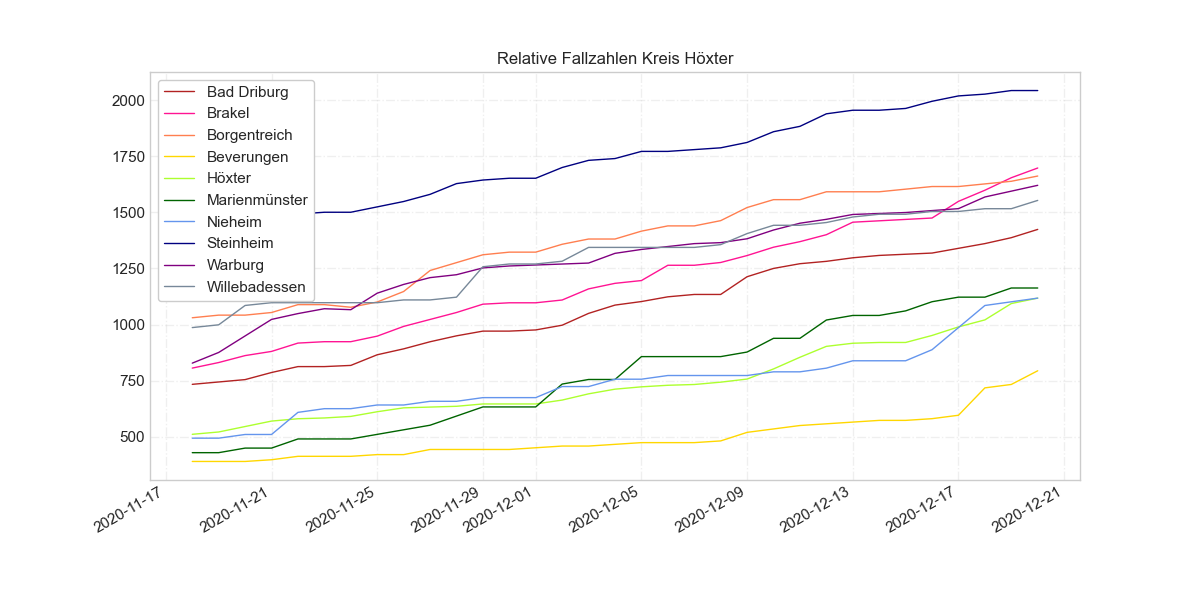 Relative Fallzahlen Kreis Höxter
2000
1750
1500
1250
1000
750
500
Bad Driburg
Brakel
Borgentreich
Beverungen
Höxter
Marienmünster
Nieheim
Steinheim
Warburg
Willebadessen
2020-11-17
2020-11-21
2020-11-25
2020-11-29
2020-12-01
2020-12-05
2020-12-09
2020-12-13
2020-12-17
2020-12-21